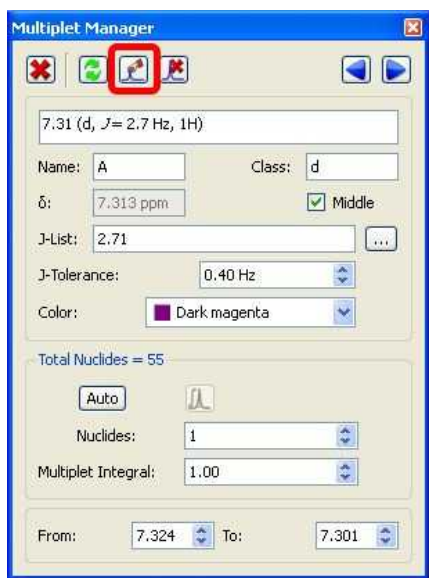 Multiplet Manager
7.31 (d, J= 2.7 Hz, 1H)
Name: A Class: d
δ: 7.313 ppm Middle
J-List: 2.71 ...
J-Tolerance: 0.40 Hz
Color: Dark magenta
Total Nuclides = 55
Auto
Nuclides: 1
Multiplet Integral: 1.00
From: 7.324 To: 7.301